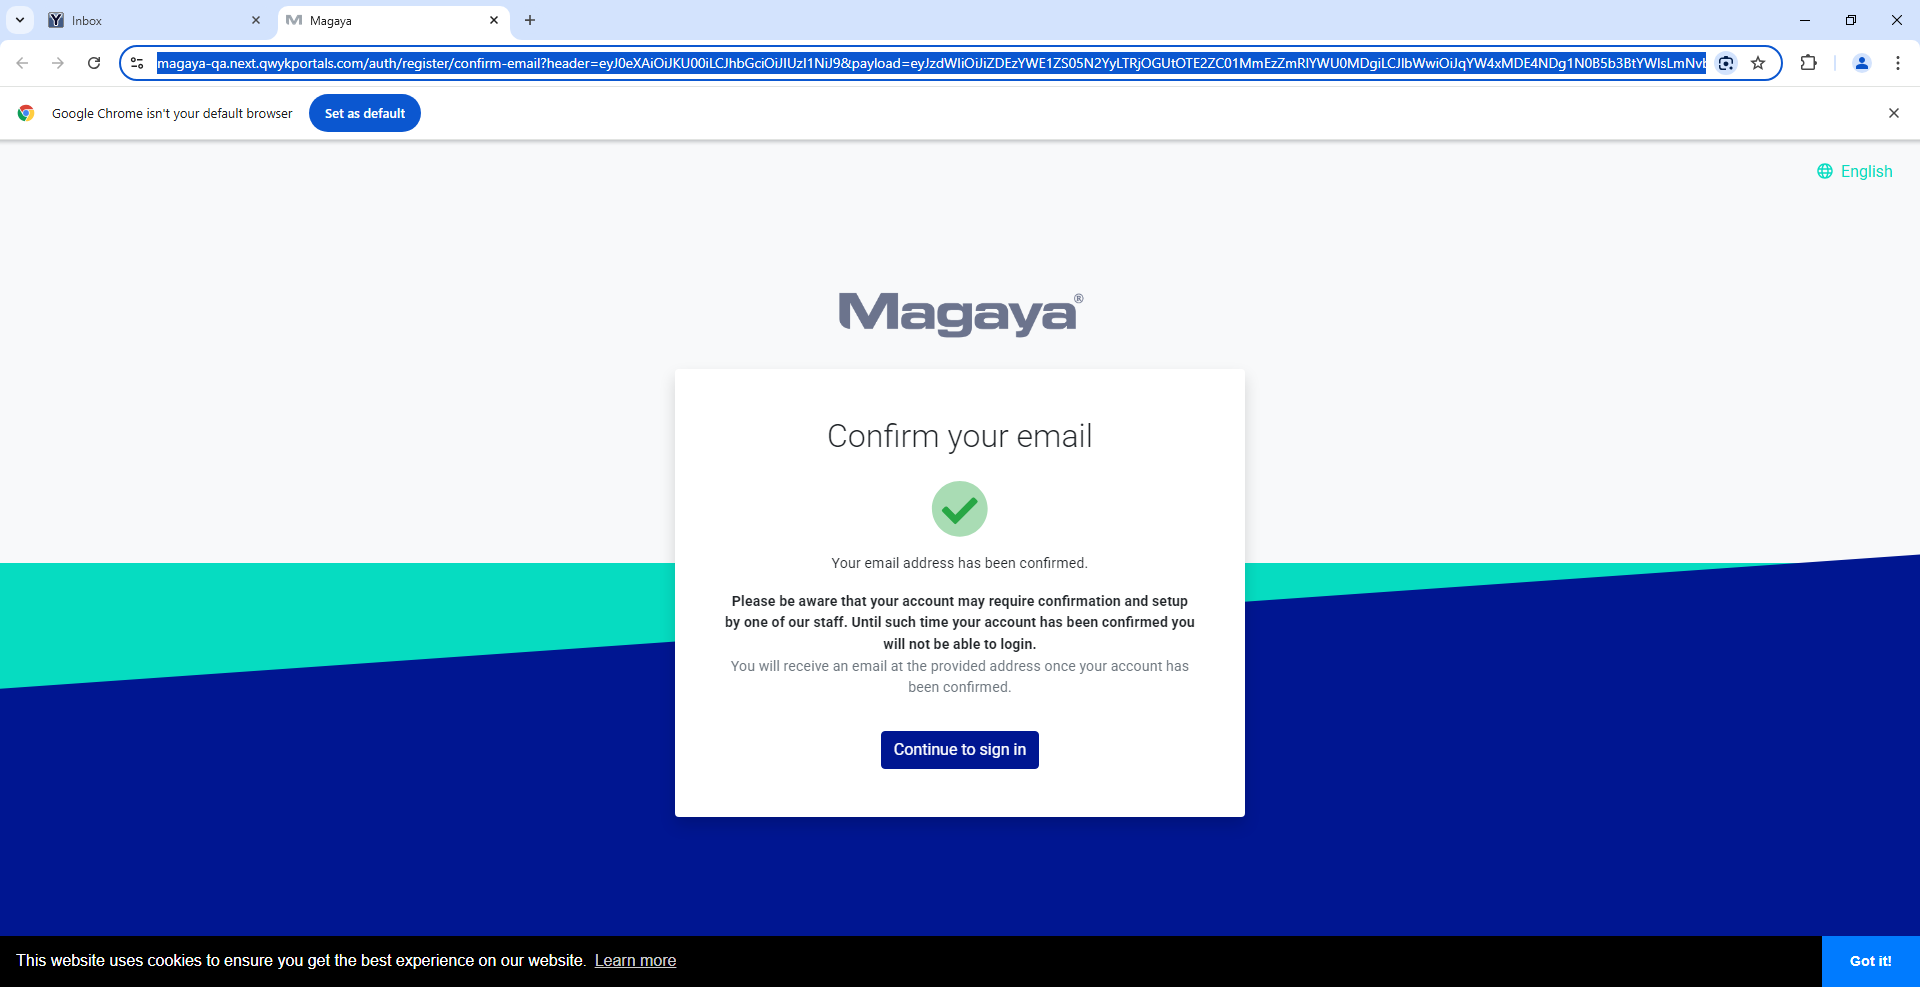 Inbox
Magaya
magaya-qa.next.qwykportals.com/auth/register/confirm-email?header=eyJ0eXAiOiJKU00iLCJhbGciOiJIUzI1NiJ9&payload=eyJzdWIiOiJiZDEzYWE1ZS05N2YyLTRjOGUtOTE2ZC01MmEzZmRlYWU0MDgiLCJlbWwiOiJqYW4xMDE4NDg1N0B5b3BtYWlsLmNvb
Google Chrome isn't your default browser
Set as default
English
Magaya®
Confirm your email
Your email address has been confirmed.
Please be aware that your account may require confirmation and setup
by one of our staff. Until such time your account has been confirmed you
will not be able to login.
You will receive an email at the provided address once your account has
been confirmed.
Continue to sign in
This website uses cookies to ensure you get the best experience on our website. Learn more
Got it!